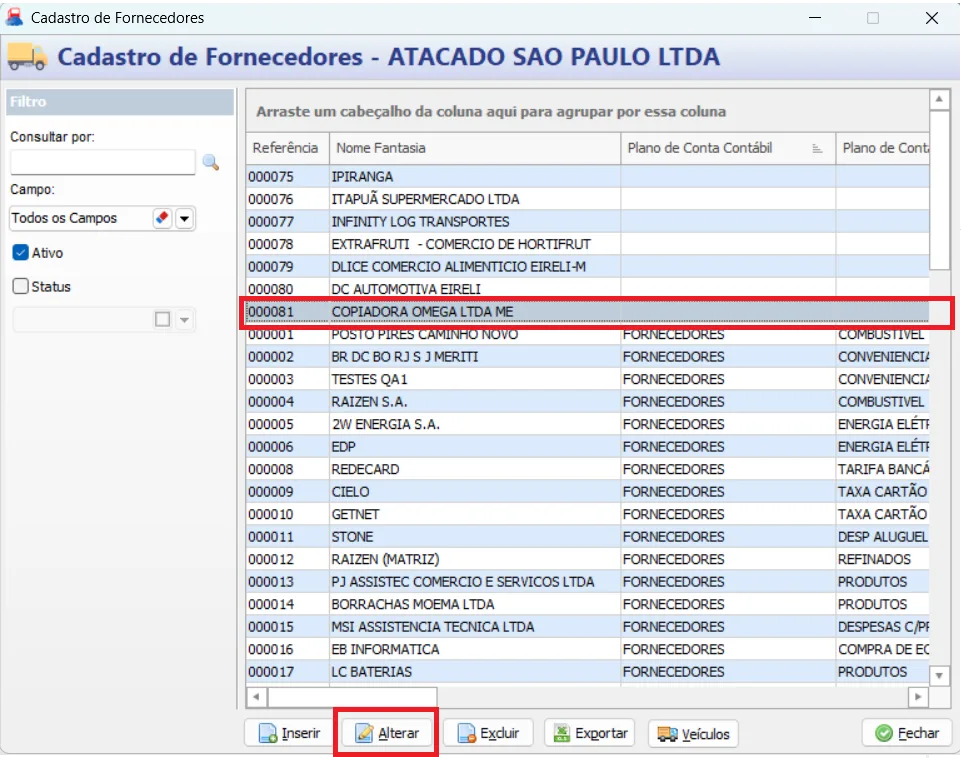 Cadastro de Fornecedores
Cadastro de Fornecedores - ATACADO SAO PAULO LTDA
Filtro
Consultar por:
Campo:
Todos os Campos
Ativo
Status
Arraste um cabeçalho da coluna aqui para agrupar por essa coluna
Referência Nome Fantasia Plano de Conta Contábil Plano de Conta
000075 IPIRANGA
000076 ITAPUÃ SUPERMERCADO LTDA
000077 INFINITY LOG TRANSPORTES
000078 EXTRAFRUTI - COMERCIO DE HORTIFRUT
000079 DLICE COMERCIO ALIMENTICIO EIRELI-M
000080 DC AUTOMOTIVA EIRELI
000081 COPIADORA OMEGA LTDA ME
000001 POSTO PIRES CAMINHO NOVO FORNECEDORES COMBUSTIVEL
000002 BR DC BO RJ S J MERITI FORNECEDORES CONVENIENCIA
000003 TESTES QA1 FORNECEDORES CONVENIENCIA
000004 RAIZEN S.A. FORNECEDORES COMBUSTIVEL
000005 2W ENERGIA S.A. FORNECEDORES ENERGIA ELÉT
000006 EDP FORNECEDORES ENERGIA ELÉT
000008 REDECARD FORNECEDORES TARIFA BANCÁ
000009 CIELO FORNECEDORES TAXA CARTÃO
000010 GETNET FORNECEDORES TAXA CARTÃO
000011 STONE FORNECEDORES DESP ALUGUEL
000012 RAIZEN (MATRIZ) FORNECEDORES REFINADOS
000013 PJ ASSISTEC COMERCIO E SERVICOS LTDA FORNECEDORES PRODUTOS
000014 BORRACHAS MOEMA LTDA FORNECEDORES PRODUTOS
000015 MSI ASSISTENCIA TECNICA LTDA FORNECEDORES DESPESAS C/P
000016 EB INFORMATICA FORNECEDORES COMPRA DE E
000017 LC BATERIAS FORNECEDORES PRODUTOS
Inserir Alterar Excluir Exportar Veículos Fechar